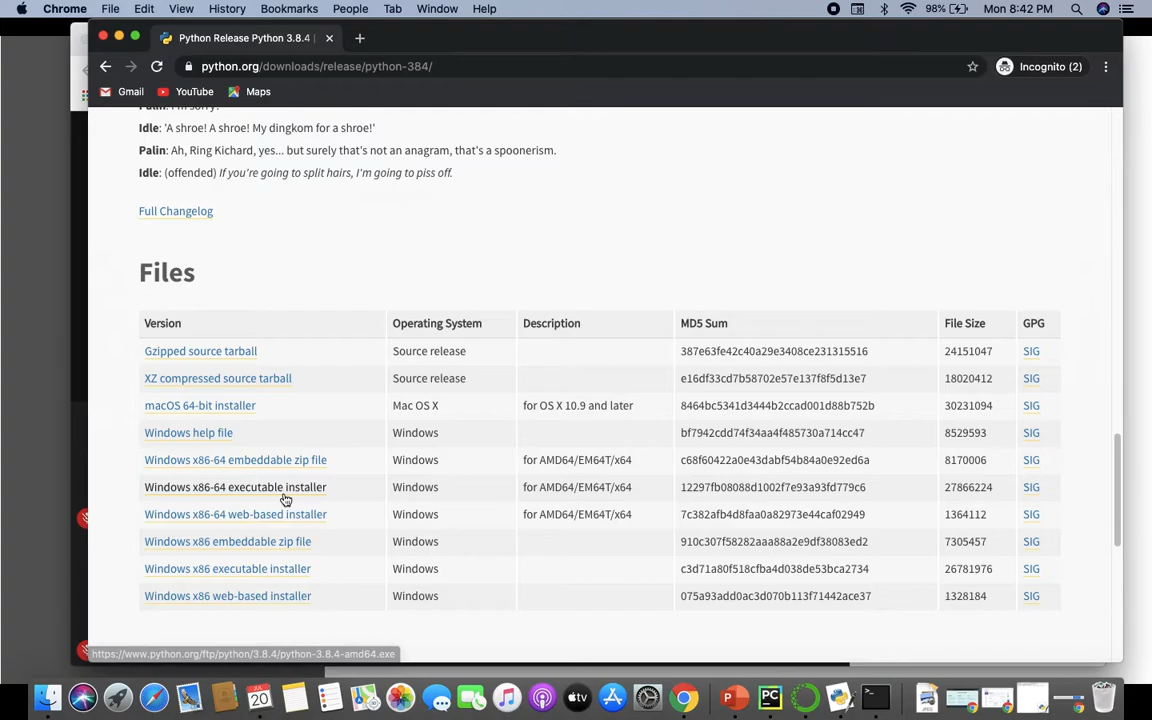 Chrome File Edit View History Bookmarks People Tab Window Help 98% Mon 8:42 PM
Python Release Python 3.8.4
python.org/downloads/release/python-384/ Incognito (2)
Gmail YouTube Maps
Palin: I'm sorry?
Idle: 'A shroe! A shroe! My dingkom for a shroe!'
Palin: Ah, Ring Kichard, yes... but surely that's not an anagram, that's a spoonerism.
Idle: (offended) If you're going to split hairs, I'm going to piss off.
Full Changelog
Files
Version Operating System Description MD5 Sum File Size GPG
Gzipped source tarball Source release 387e63fe42c40a29e3408ce231315516 24151047 SIG
XZ compressed source tarball Source release e16df33cd7b58702e57e137f8f5d13e7 18020412 SIG
macOS 64-bit installer Mac OS X for OS X 10.9 and later 8464bc5341d3444b2ccad001d88b752b 30231094 SIG
Windows help file Windows bf7942cdd74f34aa4f485730a714cc47 8529593 SIG
Windows x86-64 embeddable zip file Windows for AMD64/EM64T/x64 c68f60422a0e43dabf54b84a0e92ed6a 8170006 SIG
Windows x86-64 executable installer Windows for AMD64/EM64T/x64 12297fb08088d1002f7e93a93fd779c6 27866224 SIG
Windows x86-64 web-based installer Windows for AMD64/EM64T/x64 7c382afb4d8faa0a82973e44caf02949 1364112 SIG
Windows x86 embeddable zip file Windows 910c307f58282aaa88a2e9df38083ed2 7305457 SIG
Windows x86 executable installer Windows c3d71a80f518cfba4d038de53bca2734 26781976 SIG
Windows x86 web-based installer Windows 075a93add0ac3d070b113f71442ace37 1328184 SIG
https://www.python.org/ftp/python/3.8.4/python-3.8.4-amd64.exe
JUL
20